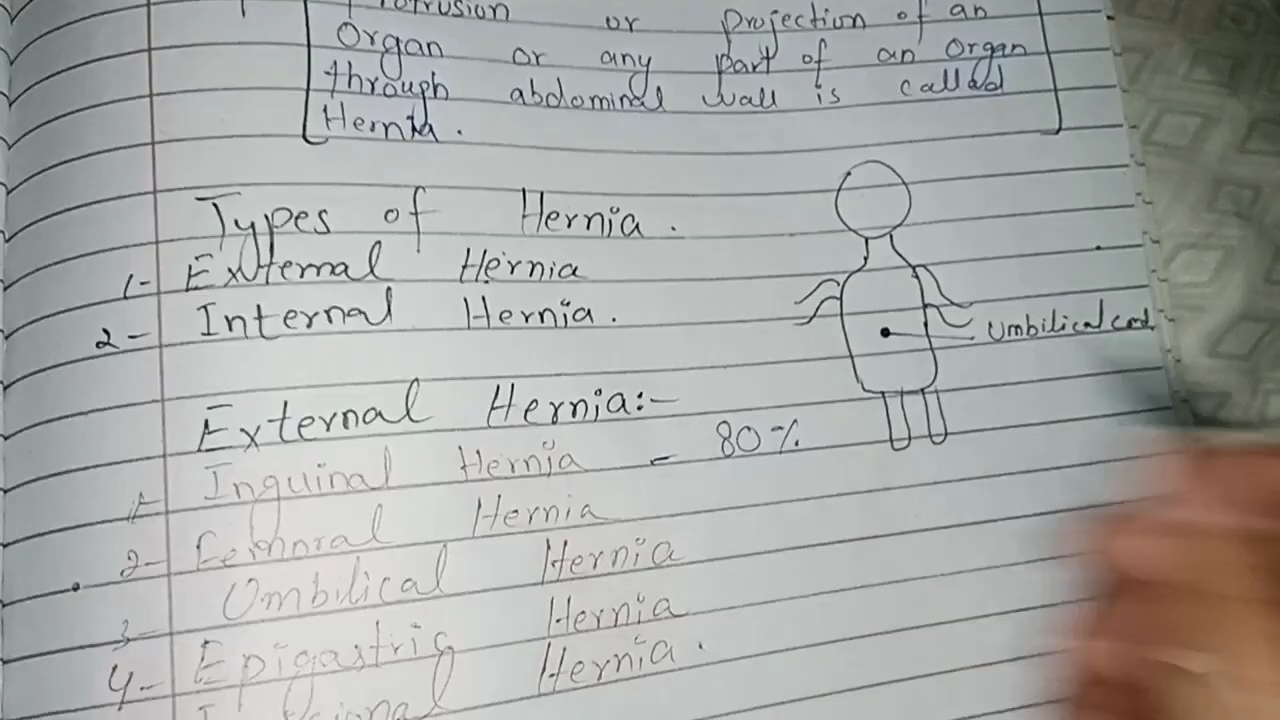 or projection of an
Organ or any part of an Organ
through abdominal wall is called
Hernia.
Types of Hernia.
1- External Hernia
2- Internal Hernia.
Umbilical cord
External Hernia:-
1- Inguinal Hernia - 80%
2- Femoral Hernia
3- Umbilical Hernia
4- Epigastric Hernia
Hernia.